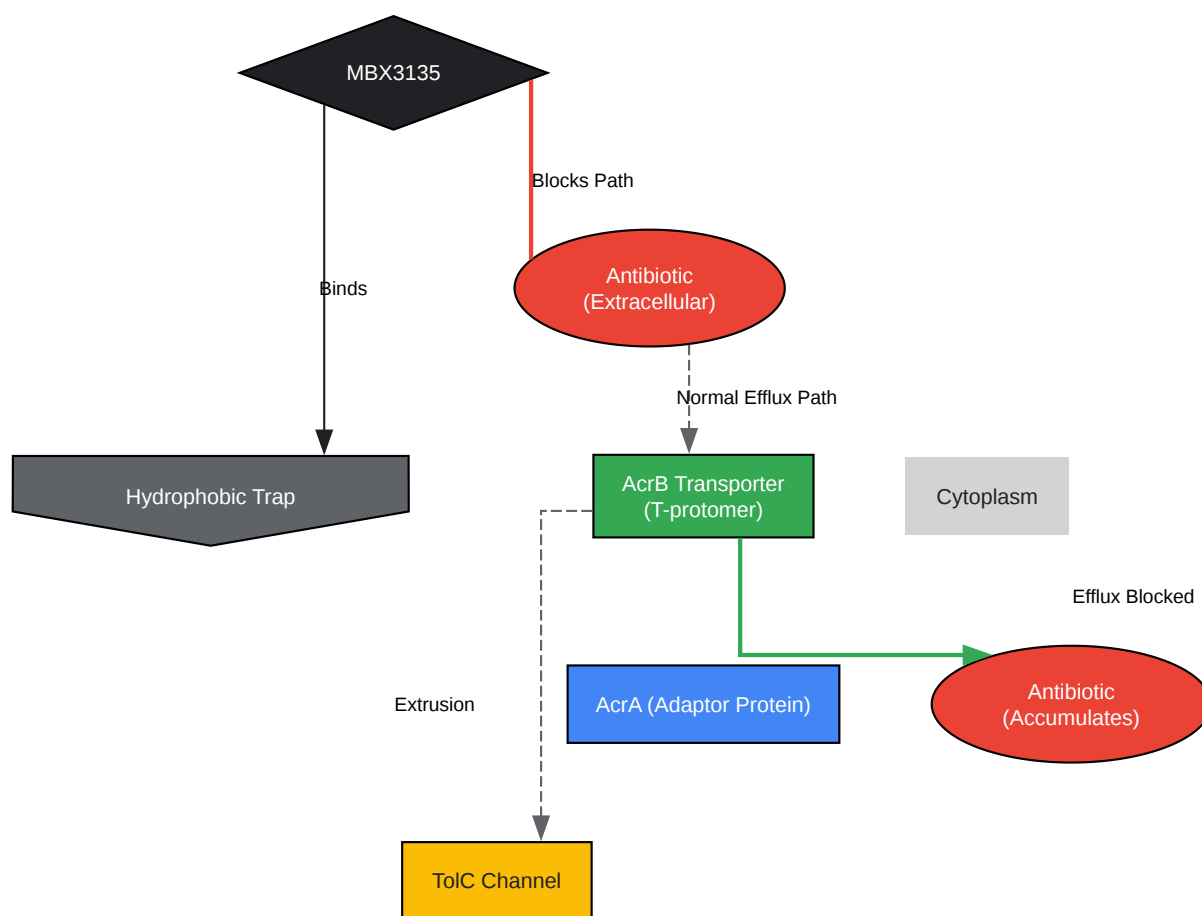 MBX3135
Blocks Path
Antibiotic
(Extracellular)
Binds
Normal Efflux Path
Hydrophobic Trap
AcrB Transporter
(T-protomer)
Cytoplasm
Efflux Blocked
Extrusion
AcrA (Adaptor Protein)
Antibiotic
(Accumulates)
TolC Channel